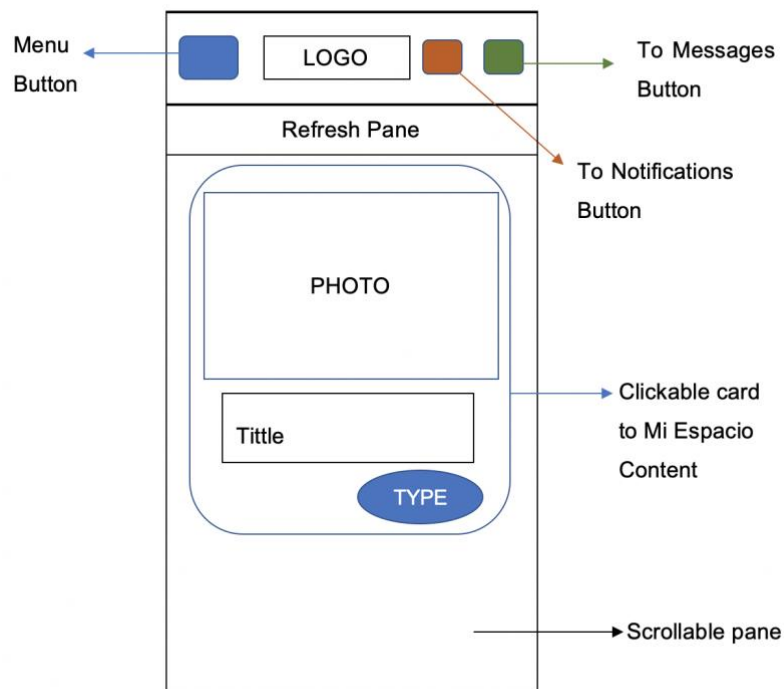 Menu
Button
LOGO
To Messages
Button
Refresh Pane
To Notifications
Button
PHOTO
Clickable card
to Mi Espacio
Content
Tittle
TYPE
Scrollable pane